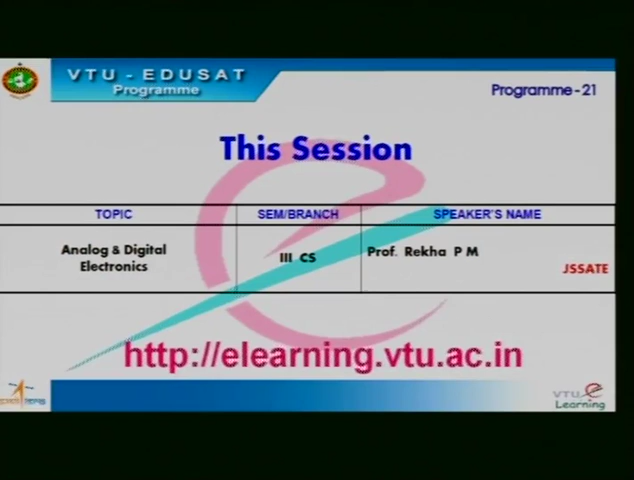 VTU - EDUSAT
Programme
Programme - 21
This Session
TOPIC SEM/BRANCH SPEAKER'S NAME
Analog & Digital
Electronics
III CS
Prof. Rekha P M
JSSATE
http://elearning.vtu.ac.in
VTU e
Learning